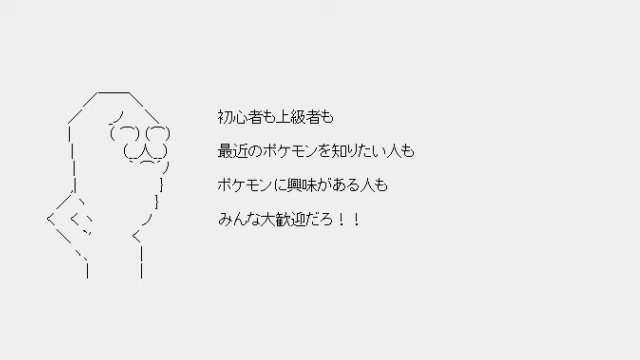 初心者も上級者も
最近のポケモンを知りたい人も
ポケモンに興味がある人も
みんな大歓迎だろ！！